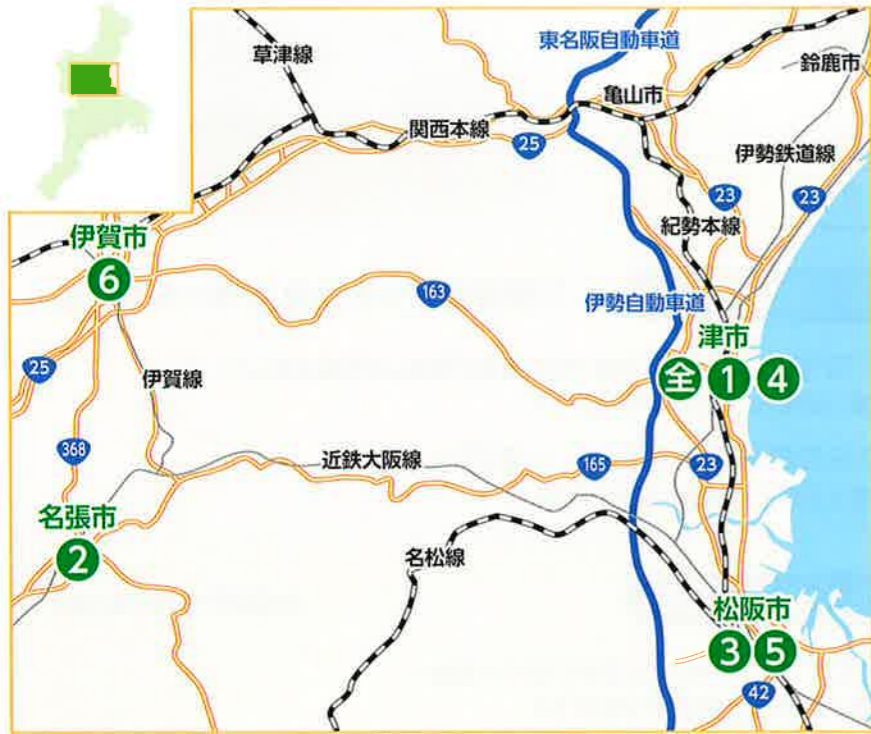 東名阪自動車道
草津線
鈴鹿市
亀山市
関西本線
25
伊勢鉄道線
23
23
紀勢本線
伊賀市
6
163
伊勢自動車道
津市
全 1 4
25
伊賀線
368
近鉄大阪線
165
23
名張市
2
名松線
松阪市
3 5
42